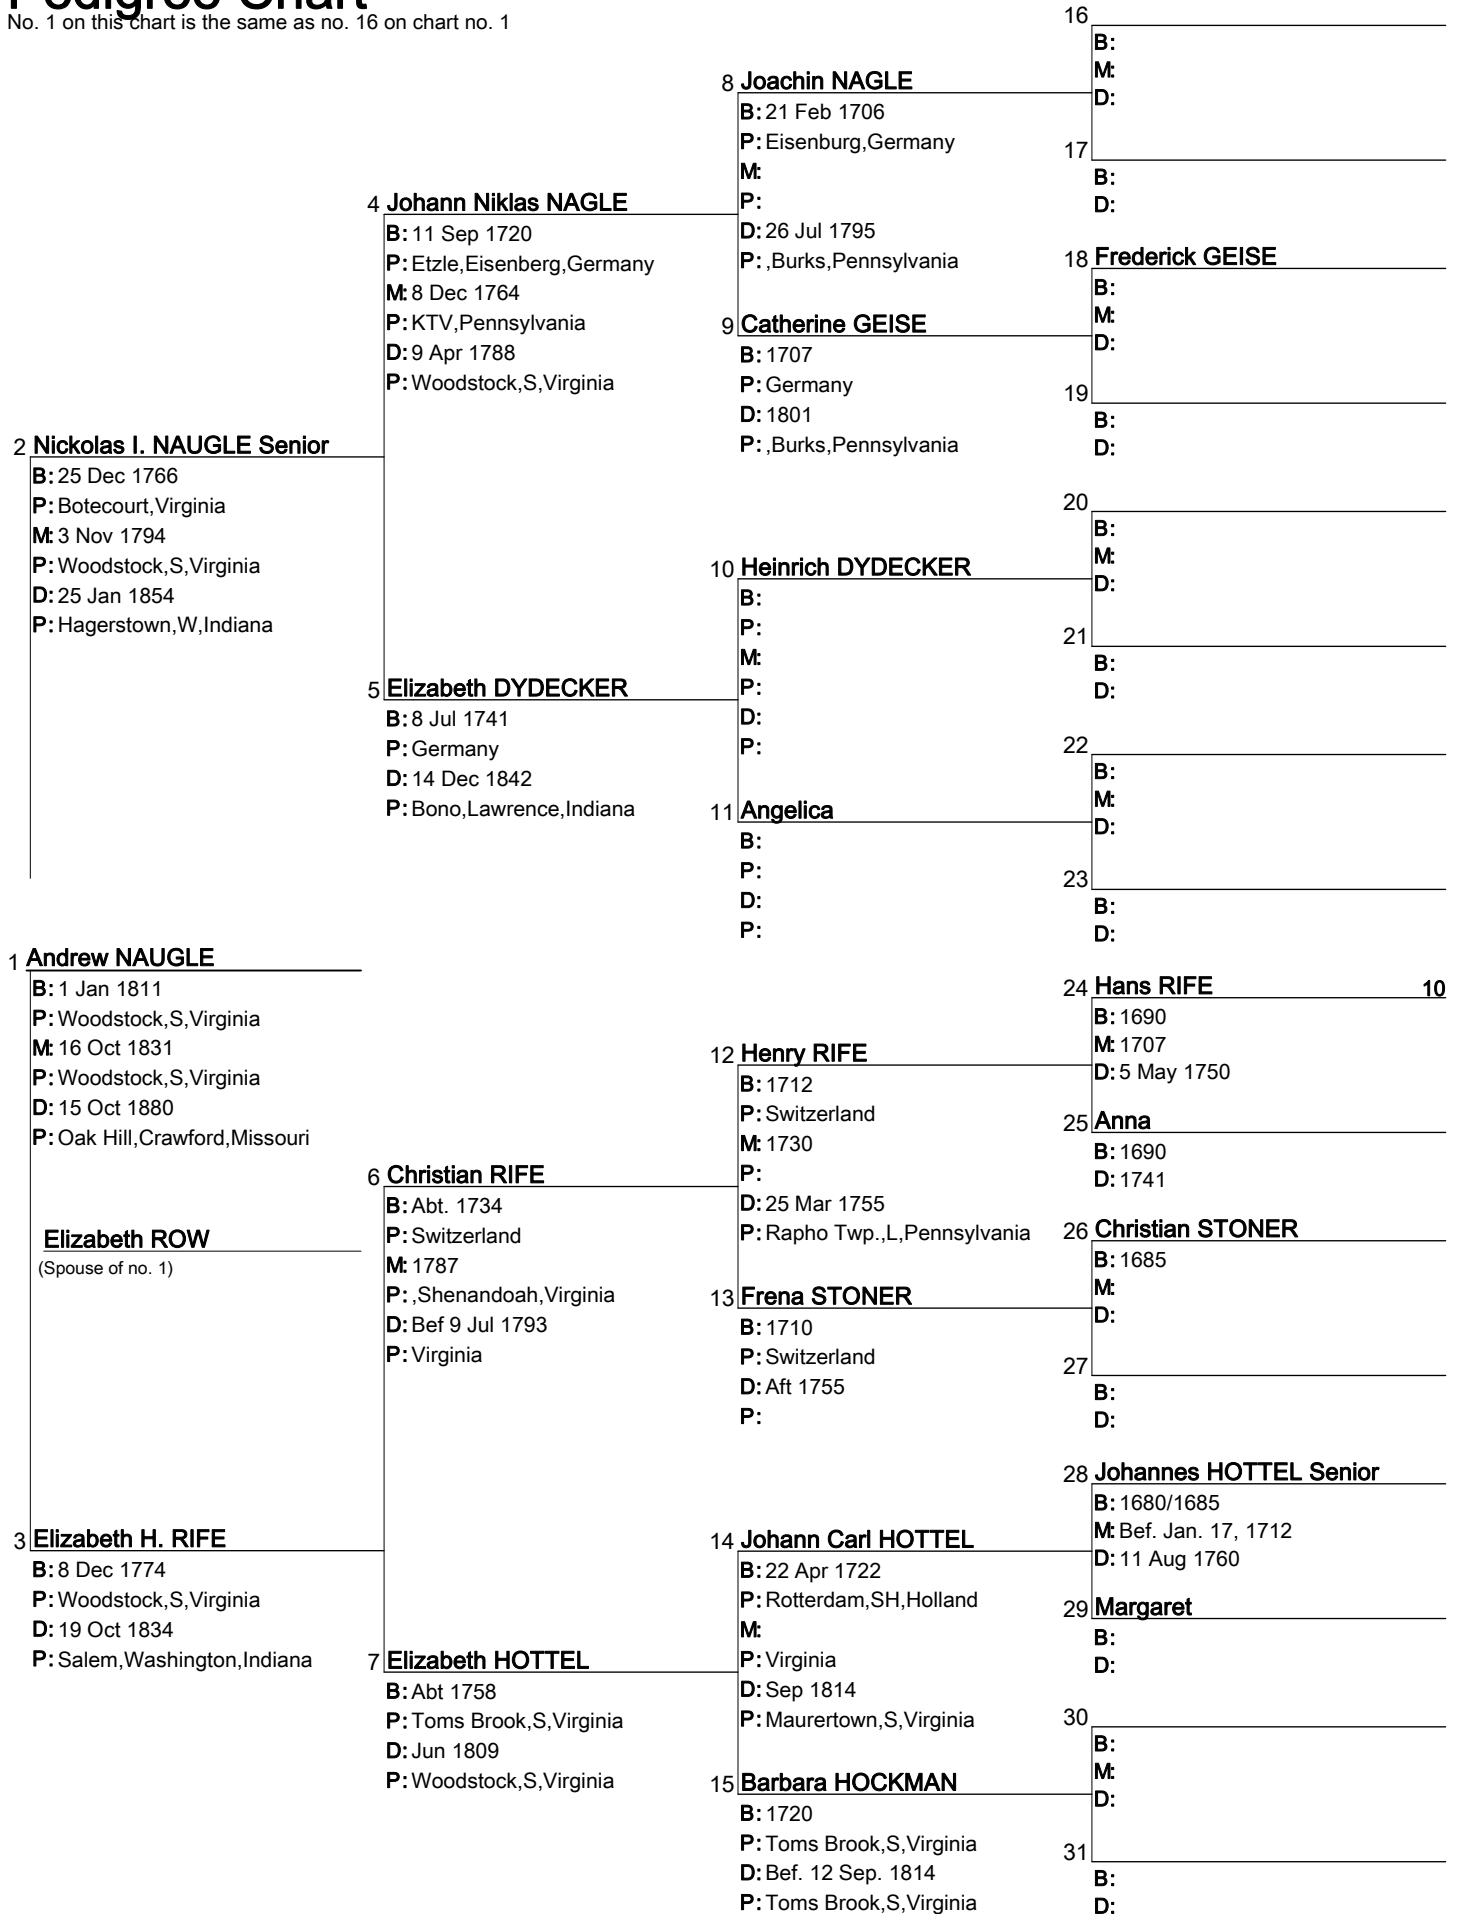 Pedigree Chart
No. 1 on this chart is the same as no. 16 on chart no. 1
2 Nickolas I. NAUGLE Senior
B: 25 Dec 1766
P: Botecourt,Virginia
M: 3 Nov 1794
P: Woodstock,S,Virginia
D: 25 Jan 1854
P: Hagerstown,W,Indiana
1 Andrew NAUGLE
B: 1 Jan 1811
P: Woodstock,S,Virginia
M: 16 Oct 1831
P: Woodstock,S,Virginia
D: 15 Oct 1880
P: Oak Hill,Crawford,Missouri
Elizabeth ROW
(Spouse of no. 1)
3 Elizabeth H. RIFE
B: 8 Dec 1774
P: Woodstock,S,Virginia
D: 19 Oct 1834
P: Salem,Washington,Indiana
4 Johann Niklas NAGLE
B: 11 Sep 1720
P: Etzle,Eisenberg,Germany
M: 8 Dec 1764
P: KTV,Pennsylvania
D: 9 Apr 1788
P: Woodstock,S,Virginia
5 Elizabeth DYDECKER
B: 8 Jul 1741
P: Germany
D: 14 Dec 1842
P: Bono,Lawrence,Indiana
6 Christian RIFE
B: Abt. 1734
P: Switzerland
M: 1787
P: ,Shenandoah,Virginia
D: Bef 9 Jul 1793
P: Virginia
7 Elizabeth HOTTEL
B: Abt 1758
P: Toms Brook,S,Virginia
D: Jun 1809
P: Woodstock,S,Virginia
8 Joachin NAGLE
B: 21 Feb 1706
P: Eisenburg,Germany
M:
P:
D: 26 Jul 1795
P: ,Burks,Pennsylvania
9 Catherine GEISE
B: 1707
P: Germany
D: 1801
P: ,Burks,Pennsylvania
10 Heinrich DYDECKER
B:
P:
M:
P:
D:
P:
11 Angelica
B:
P:
D:
P:
12 Henry RIFE
B: 1712
P: Switzerland
M: 1730
P:
D: 25 Mar 1755
P: Rapho Twp.,L,Pennsylvania
13 Frena STONER
B: 1710
P: Switzerland
D: Aft 1755
P:
14 Johann Carl HOTTEL
B: 22 Apr 1722
P: Rotterdam,SH,Holland
M:
P: Virginia
D: Sep 1814
P: Maurertown,S,Virginia
15 Barbara HOCKMAN
B: 1720
P: Toms Brook,S,Virginia
D: Bef. 12 Sep. 1814
P: Toms Brook,S,Virginia
16
B:
M:
D:
17
B:
D:
18 Frederick GEISE
B:
M:
D:
19
B:
D:
20
B:
M:
D:
21
B:
D:
22
B:
M:
D:
23
B:
D:
24 Hans RIFE 10
B: 1690
M: 1707
D: 5 May 1750
25 Anna
B: 1690
D: 1741
26 Christian STONER
B: 1685
M:
D:
27
B:
D:
28 Johannes HOTTEL Senior
B: 1680/1685
M: Bef. Jan. 17, 1712
D: 11 Aug 1760
29 Margaret
B:
D:
30
B:
M:
D:
31
B:
D: